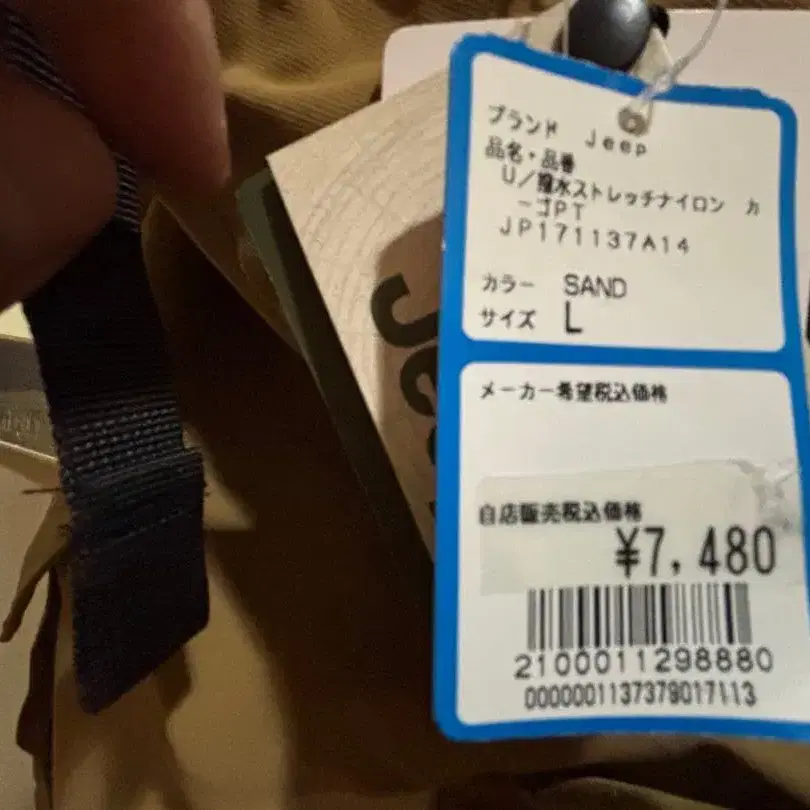 Jee
ブランド Jeep
品名・品番
U/撥水ストレッチナイロン カ
ーゴPT
JP171137A14
カラー SAND
サイズ L
メーカー希望税込価格
自店販売税込価格
¥7,480
2100011298880
0000001137379017113